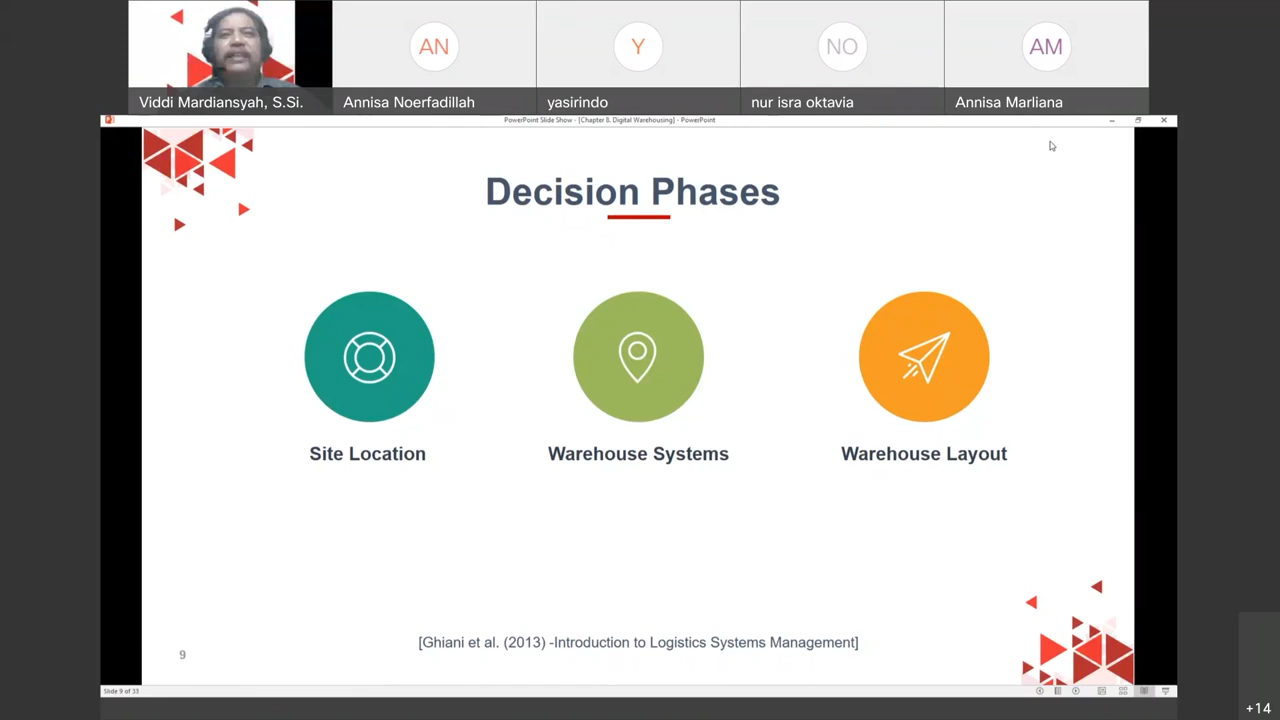 AN
Y
NO
AM
Viddi Mardiansyah, S.Si.
Annisa Noerfadillah
yasirindo
nur isra oktavia
Annisa Marliana
PowerPoint Slide Show - [Chapter 8. Digital Warehousing] - PowerPoint
Decision Phases
Site Location
Warehouse Systems
Warehouse Layout
[Ghiani et al. (2013) -Introduction to Logistics Systems Management]
9
Slide 9 of 33
+14